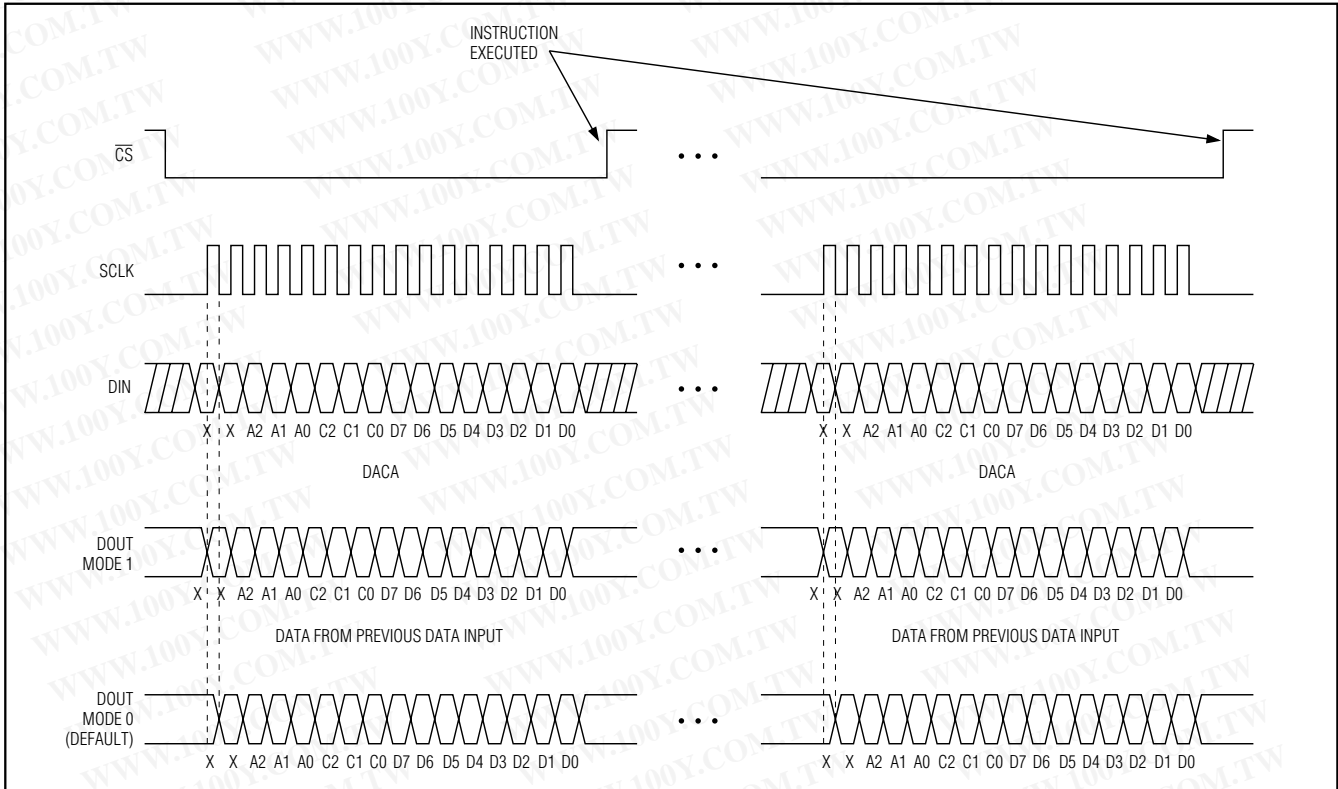 INSTRUCTION
EXECUTED
CS
• • •
SCLK
• • •
DIN
• • •
X X A2 A1 A0 C2 C1 C0 D7 D6 D5 D4 D3 D2 D1 D0
X X A2 A1 A0 C2 C1 C0 D7 D6 D5 D4 D3 D2 D1 D0
DACA
DACA
DOUT
MODE 1
• • •
X X A2 A1 A0 C2 C1 C0 D7 D6 D5 D4 D3 D2 D1 D0
X X A2 A1 A0 C2 C1 C0 D7 D6 D5 D4 D3 D2 D1 D0
DATA FROM PREVIOUS DATA INPUT
DATA FROM PREVIOUS DATA INPUT
DOUT
MODE 0
(DEFAULT)
• • •
X X A2 A1 A0 C2 C1 C0 D7 D6 D5 D4 D3 D2 D1 D0
X X A2 A1 A0 C2 C1 C0 D7 D6 D5 D4 D3 D2 D1 D0
WWW.100Y.COM.TW